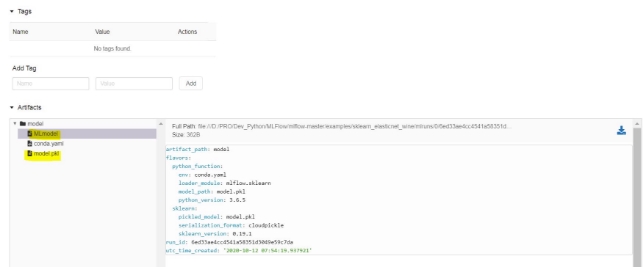 Tags
Name Value Actions
No tags found
Add Tag
Name Value Add
Artifacts
model
MLmodel
conda.yaml
model.pkl
Full Path: file:///D:/PRO/Dev_Python/MLFlow/mlflow-master/examples/sklearn_elasticnet_wine/mlruns/0/6ed33ae4ccd541a58351d...
Size: 362B
artifact_path: model
flavors:
python_function:
env: conda.yaml
loader_module: mlflow.sklearn
model_path: model.pkl
python_version: 3.6.5
sklearn:
pickled_model: model.pkl
serialization_format: cloudpickle
sklearn_version: 0.19.1
run_id: 6ed33ae4ccd541a58351d30d9e59c7da
utc_time_created: '2020-10-12 07:54:19.937921'